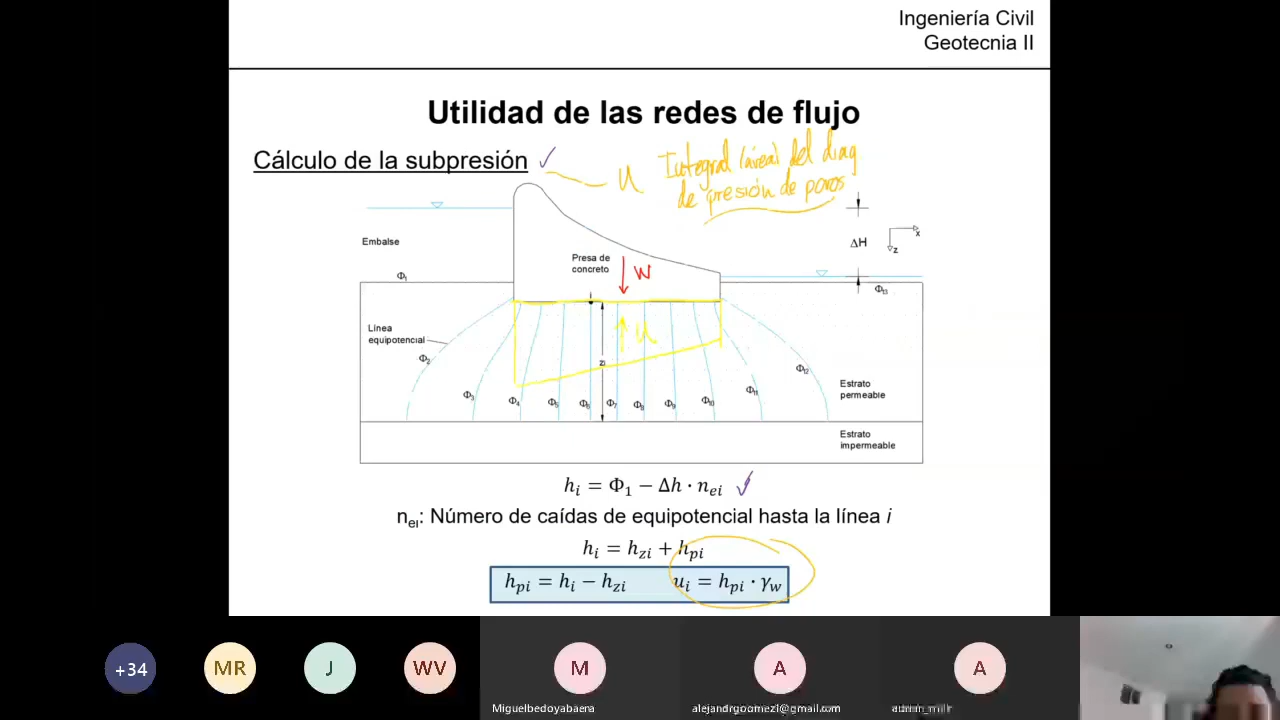 Ingeniería Civil
Geotecnia II
Utilidad de las redes de flujo
Cálculo de la subpresión
U
Integral (área) del diag
de presión de poros
ΔH
x
z
Embalse
Φ1
Presa de
concreto
W
Φ13
Línea
equipotencial
U
zi
Φ2
Φ3
Φ4
Φ5
Φ6
Φ7
Φ8
Φ9
Φ10
Φ11
Φ12
Estrato
permeable
Estrato
impermeable
hi = Φ1 − Δh · nei
nei: Número de caídas de equipotencial hasta la línea i
hi = hzi + hpi
hpi = hi − hzi ui = hpi · γw
+34
MR
J
WV
M
A
A
Miguelbedoyabaena